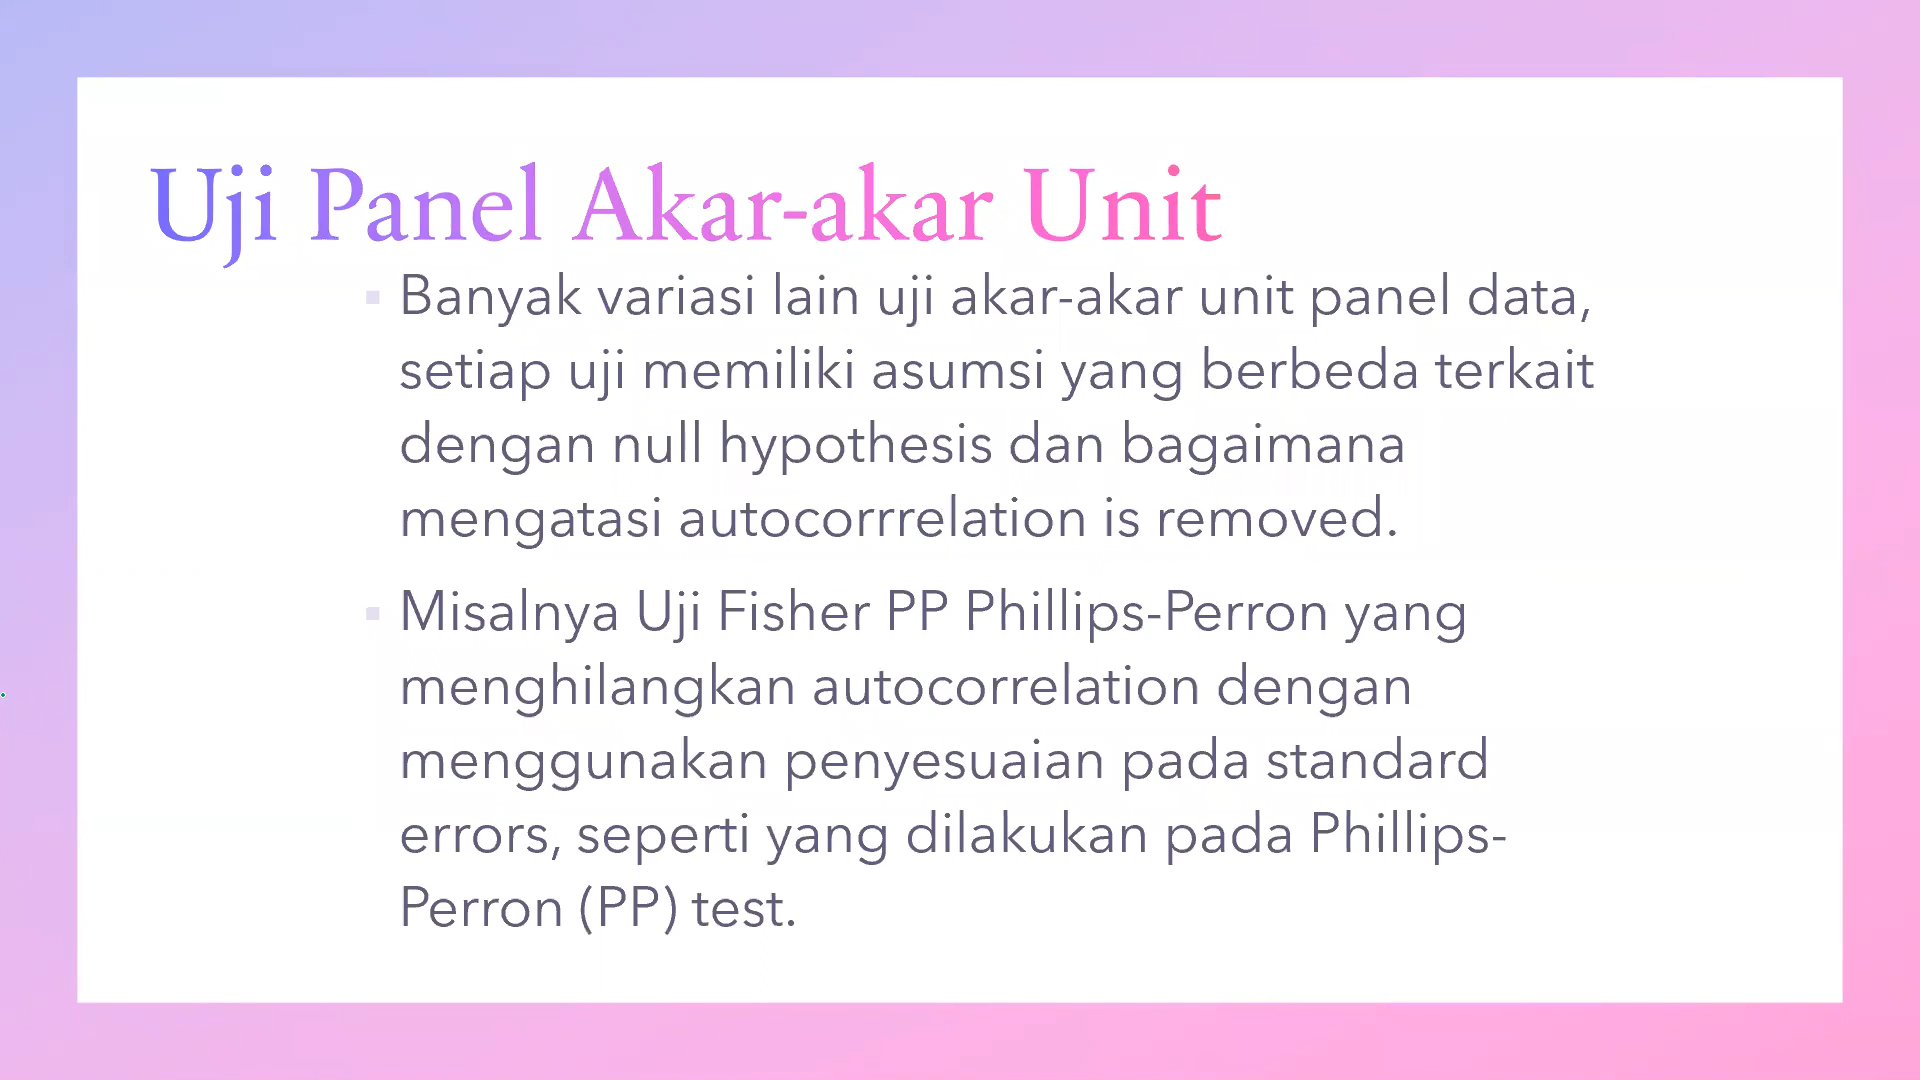 Uji Panel Akar-akar Unit
Banyak variasi lain uji akar-akar unit panel data,
setiap uji memiliki asumsi yang berbeda terkait
dengan null hypothesis dan bagaimana
mengatasi autocorrrelation is removed.
Misalnya Uji Fisher PP Phillips-Perron yang
menghilangkan autocorrelation dengan
menggunakan penyesuaian pada standard
errors, seperti yang dilakukan pada Phillips-
Perron (PP) test.